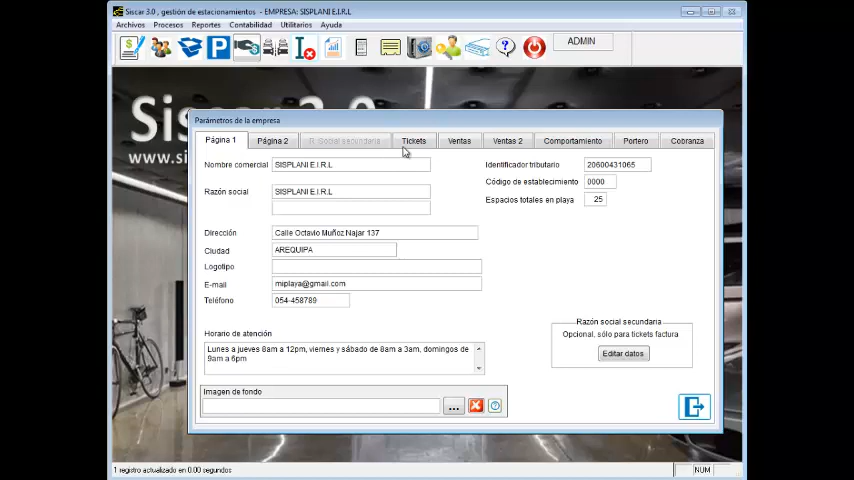 Siscar 3.0 , gestión de estacionamientos - EMPRESA: SISPLANI E.I.R.L
Archivos Procesos Reportes Contabilidad Utilitarios Ayuda
ADMIN
Parámetros de la empresa
Página 1 Página 2 R. Social secundaria Tickets Ventas Ventas 2 Comportamiento Portero Cobranza
Nombre comercial SISPLANI E.I.R.L
Identificador tributario 20600431065
Código de establecimiento 0000
Razón social SISPLANI E.I.R.L
Espacios totales en playa 25
Dirección Calle Octavio Muñoz Najar 137
Ciudad AREQUIPA
Logotipo
E-mail miplaya@gmail.com
Teléfono 054-458789
Razón social secundaria
Opcional, sólo para tickets factura
Editar datos
Horario de atención
Lunes a jueves 8am a 12pm, viernes y sábado de 8am a 3am, domingos de
9am a 6pm
Imagen de fondo
...
1 registro actualizado en 0.00 segundos
NUM